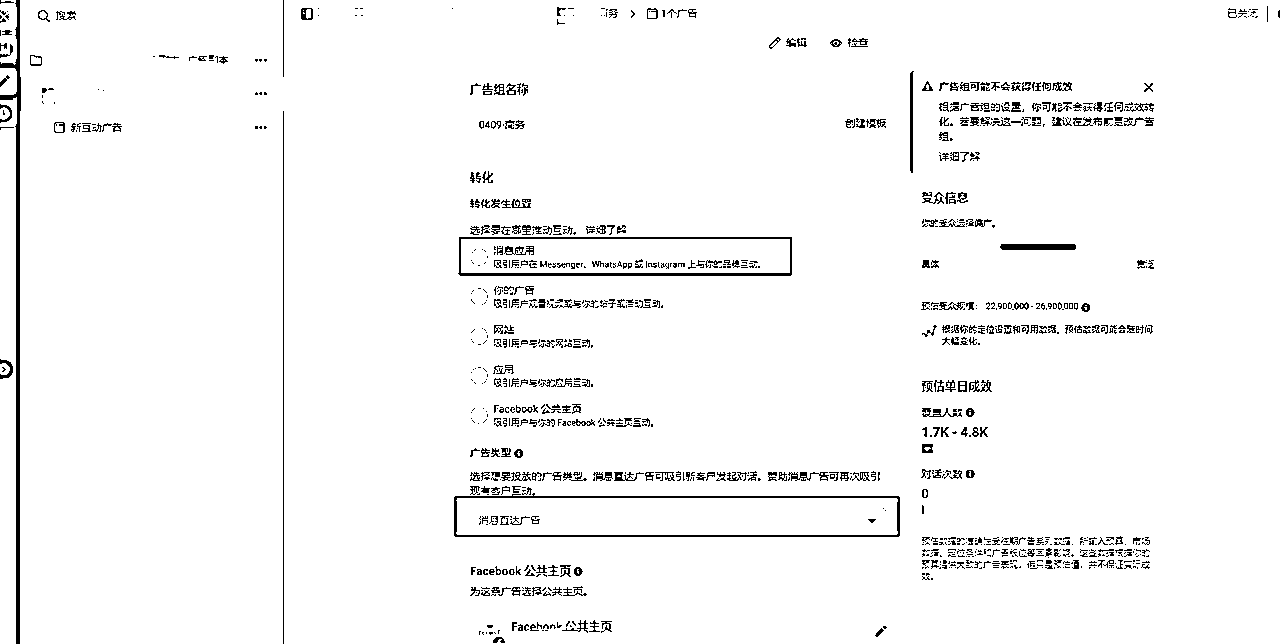 搜索
广告副本
新互动广告
商务 > 1个广告
已关闭
编辑 检查
广告组名称
0409-商务
创建模板
转化
转化发生位置
选择要在哪里推动互动。 详细了解
消息应用
吸引用户在 Messenger、WhatsApp 或 Instagram 上与你的品牌互动。
你的广告
吸引用户观看视频或与你的帖子或活动互动。
网站
吸引用户与你的网站互动。
应用
吸引用户与你的应用互动。
Facebook 公共主页
吸引用户与你的 Facebook 公共主页互动。
广告类型
选择想要投放的广告类型。消息直达广告可吸引新客户发起对话。赞助消息广告可再次吸引
现有客户互动。
消息直达广告
Facebook 公共主页
为这条广告选择公共主页。
Facebook 公共主页
广告组可能不会获得任何成效
根据广告组的设置，你可能不会获得任何成效转
化。若要解决这一问题，建议在发布前更改广告
组。
详细了解
受众信息
你的受众选择偏广。
具体
宽泛
预估受众规模：22,900,000 - 26,900,000
根据你的定位设置和可用数据，预估数据可能会随时间
大幅变化。
预估单日成效
覆盖人数
1.7K - 4.8K
对话次数
0
预估数据的准确性受往期广告系列数据、所输入预算、市场
数据、定位条件和广告版位等因素影响。这些数据根据你的
预算提供大致的广告表现，但只是预估值，并不保证实际成
效。